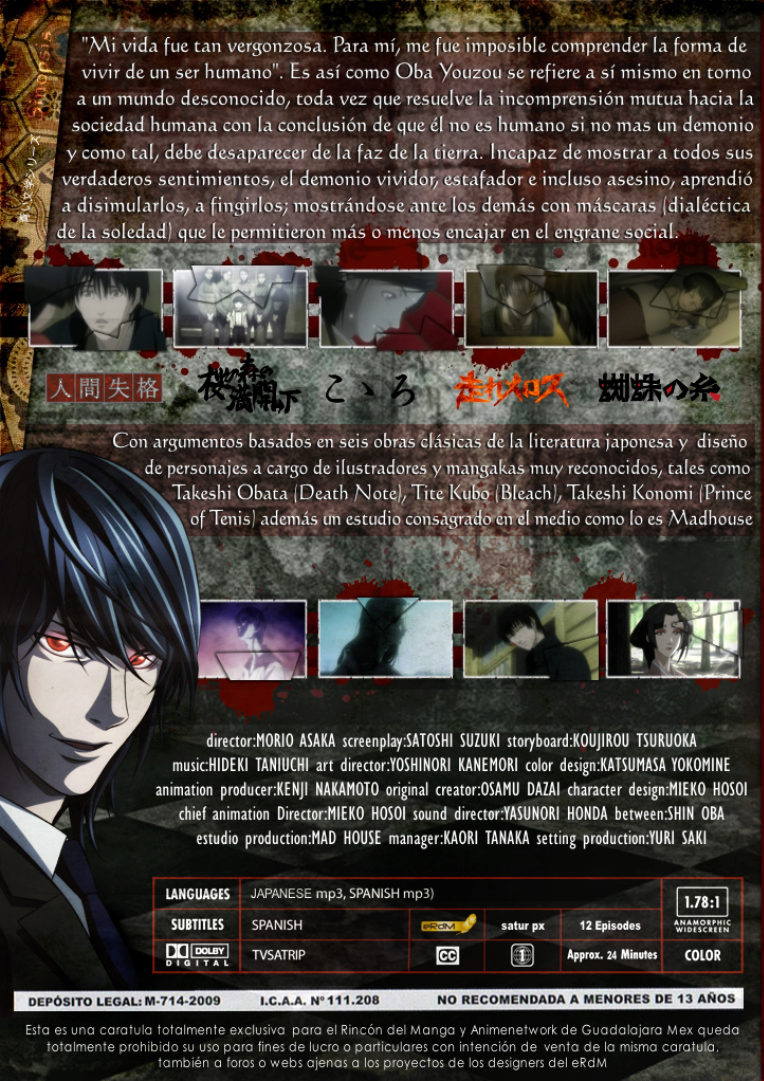 "Mi vida fue tan vergonzosa. Para mí, me fue imposible comprender la forma de
vivir de un ser humano". Es así como Oba Youzou se refiere a sí mismo en torno
a un mundo desconocido, toda vez que resuelve la incomprensión mutua hacia la
sociedad humana con la conclusión de que él no es humano si no mas un demonio
y como tal, debe desaparecer de la faz de la tierra. Incapaz de mostrar a todos sus
verdaderos sentimientos, el demonio vividor, estafador e incluso asesino, aprendió
a disimularlos, a fingirlos; mostrándose ante los demás con máscaras (dialéctica
de la soledad) que le permitieron más o menos encajar en el engrane social.
人間失格
桜の森の満開の下
こゝろ
走れメロス
蜘蛛の糸
Con argumentos basados en seis obras clásicas de la literatura japonesa y diseño
de personajes a cargo de ilustradores y mangakas muy reconocidos, tales como
Takeshi Obata (Death Note), Tite Kubo (Bleach), Takeshi Konomi (Prince
of Tenis) además un estudio consagrado en el medio como lo es Madhouse
director:MORIO ASAKA screenplay:SATOSHI SUZUKI storyboard:KOUJIROU TSURUOKA
music:HIDEKI TANIUCHI art director:YOSHINORI KANEMORI color design:KATSUMASA YOKOMINE
animation producer:KENJI NAKAMOTO original creator:OSAMU DAZAI character design:MIEKO HOSOI
chief animation Director:MIEKO HOSOI sound director:YASUNORI HONDA between:SHIN OBA
estudio production:MAD HOUSE manager:KAORI TANAKA setting production:YURI SAKI
LANGUAGES JAPANESE mp3, SPANISH mp3)
SUBTITLES SPANISH eRdM satur px 12 Episodes
DOLBY DIGITAL TVSATRIP CC 1 Approx. 24 Minutes
1.78:1
ANAMORPHIC
WIDESCREEN
COLOR
DEPÓSITO LEGAL: M-714-2009 I.C.A.A. Nº 111.208 NO RECOMENDADA A MENORES DE 13 AÑOS
Esta es una caratula totalmente exclusiva para el Rincón del Manga y Animenetwork de Guadalajara Mex queda
totalmente prohibido su uso para fines de lucro o particulares con intención de venta de la misma caratula,
también a foros o webs ajenas a los proyectos de los designers del eRdM